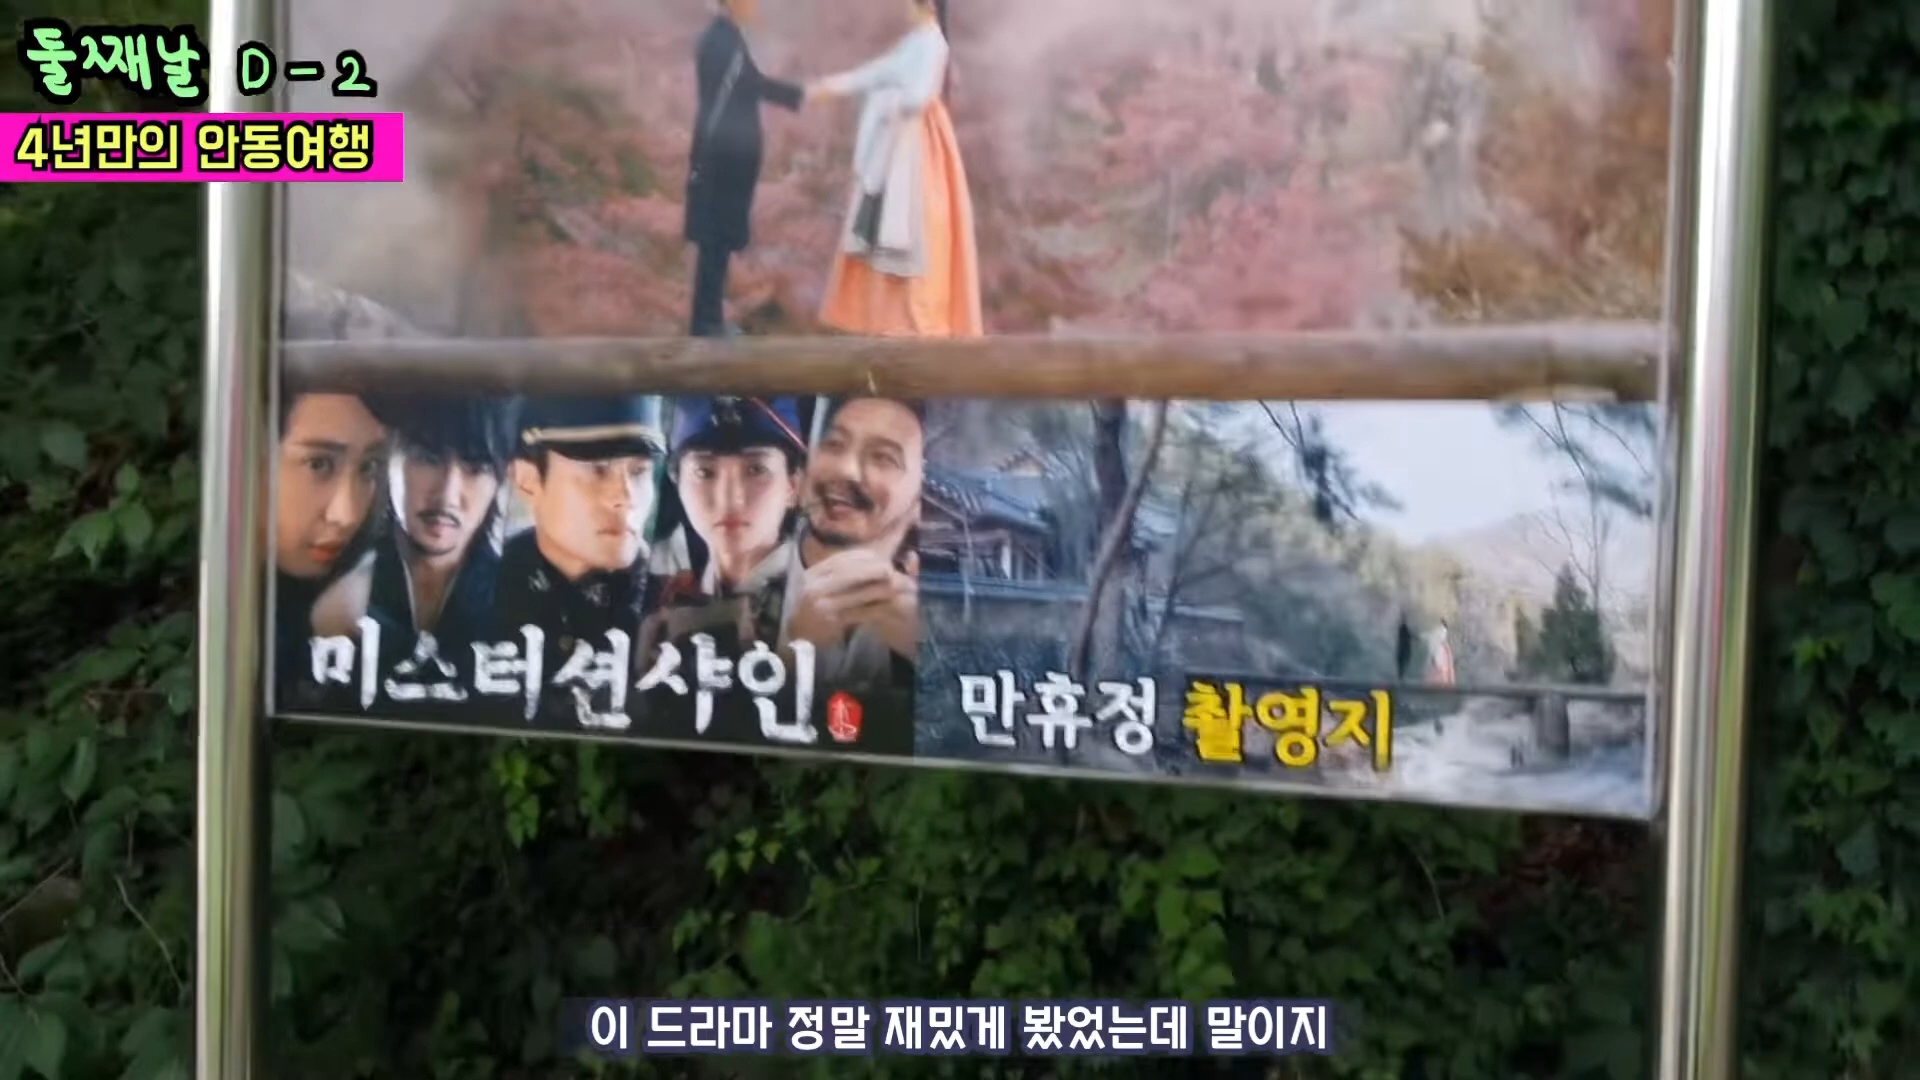 둘째날 D-2
4년만의 안동여행
미스터션샤인
만휴정 촬영지
이 드라마 정말 재밌게 봤었는데 말이지